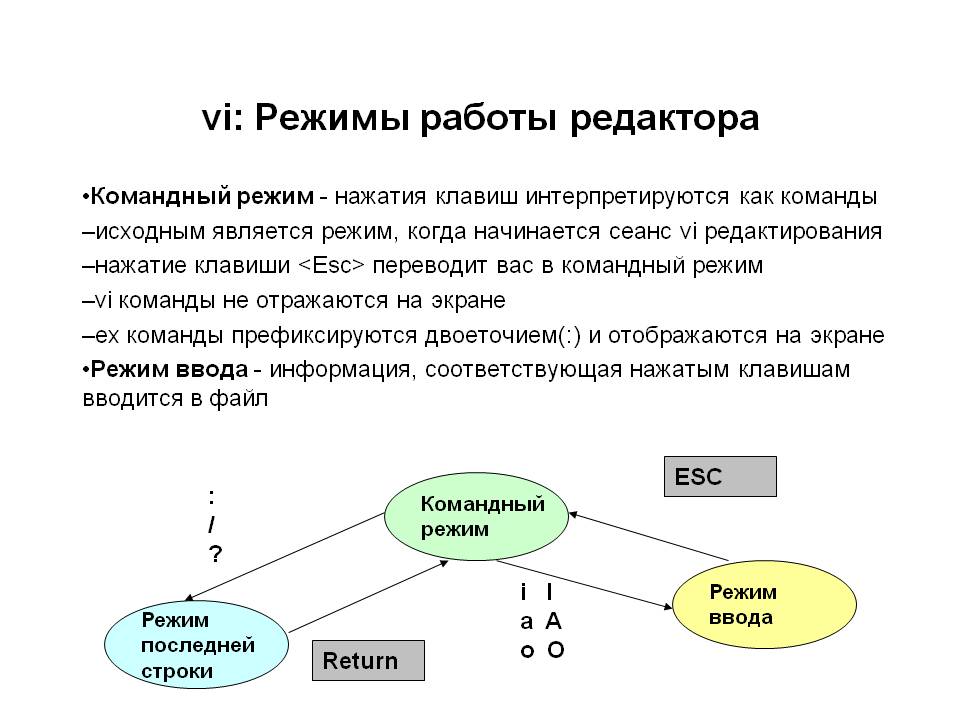 vi: Режимы работы редактора
•Командный режим - нажатия клавиш интерпретируются как команды
–исходным является режим, когда начинается сеанс vi редактирования
–нажатие клавиши <Esc> переводит вас в командный режим
–vi команды не отражаются на экране
–ex команды префиксируются двоеточием(:) и отображаются на экране
•Режим ввода - информация, соответствующая нажатым клавишам
вводится в файл
ESC
:
/
?
Командный
режим
i I
a A
o O
Режим
ввода
Режим
последней
строки
Return